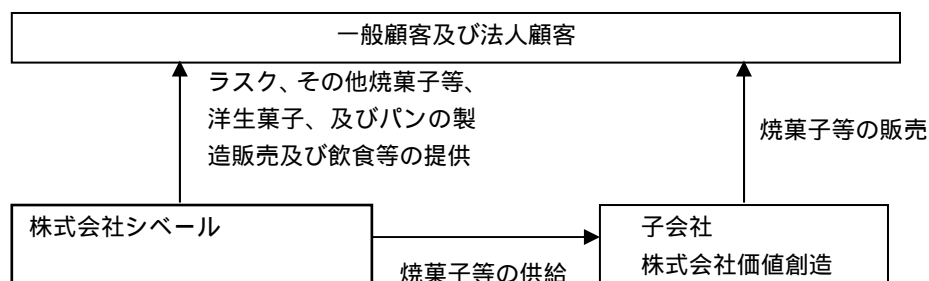 一般顧客及び法人顧客
ラスク、その他焼菓子等、
洋生菓子、及びパンの製
造販売及び飲食等の提供
焼菓子等の販売
株式会社シベール
焼菓子等の供給
子会社
株式会社価値創造